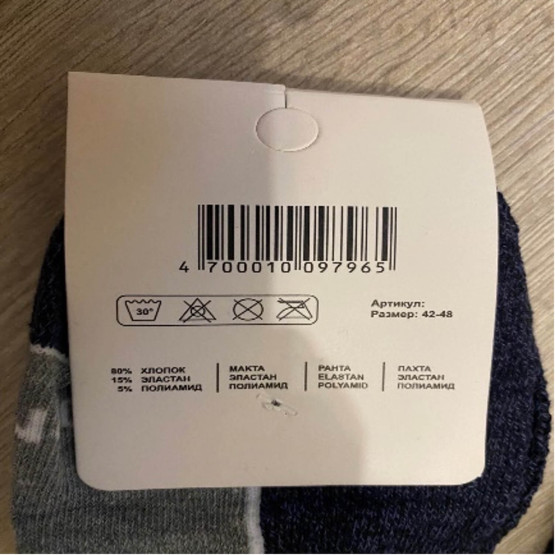 4 700010 097965
30°
Артикул:
Размер: 42-48
80% ХЛОПОК
15% ЭЛАСТАН
5% ПОЛИАМИД
МАКТА
ЭЛАСТАН
ПОЛИАМИД
PAHTA
ELASTAN
POLYAMID
ПАХТА
ЭЛАСТАН
ПОЛИАМИД